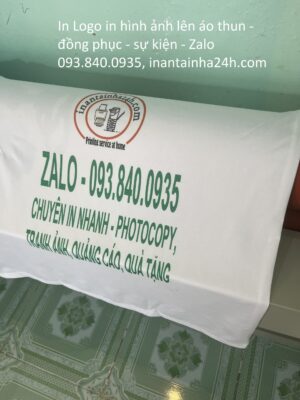 In Logo in hình ảnh lên áo thun -
đồng phục - sự kiện - Zalo
093.840.0935, inantainha24h.com
inantainha24h.com
Printing service at home
ZALO - 093.840.0935
CHUYÊN IN NHANH - PHOTOCOPY,
TRANH ẢNH, QUẢNG CÁO, QUÀ TẶNG